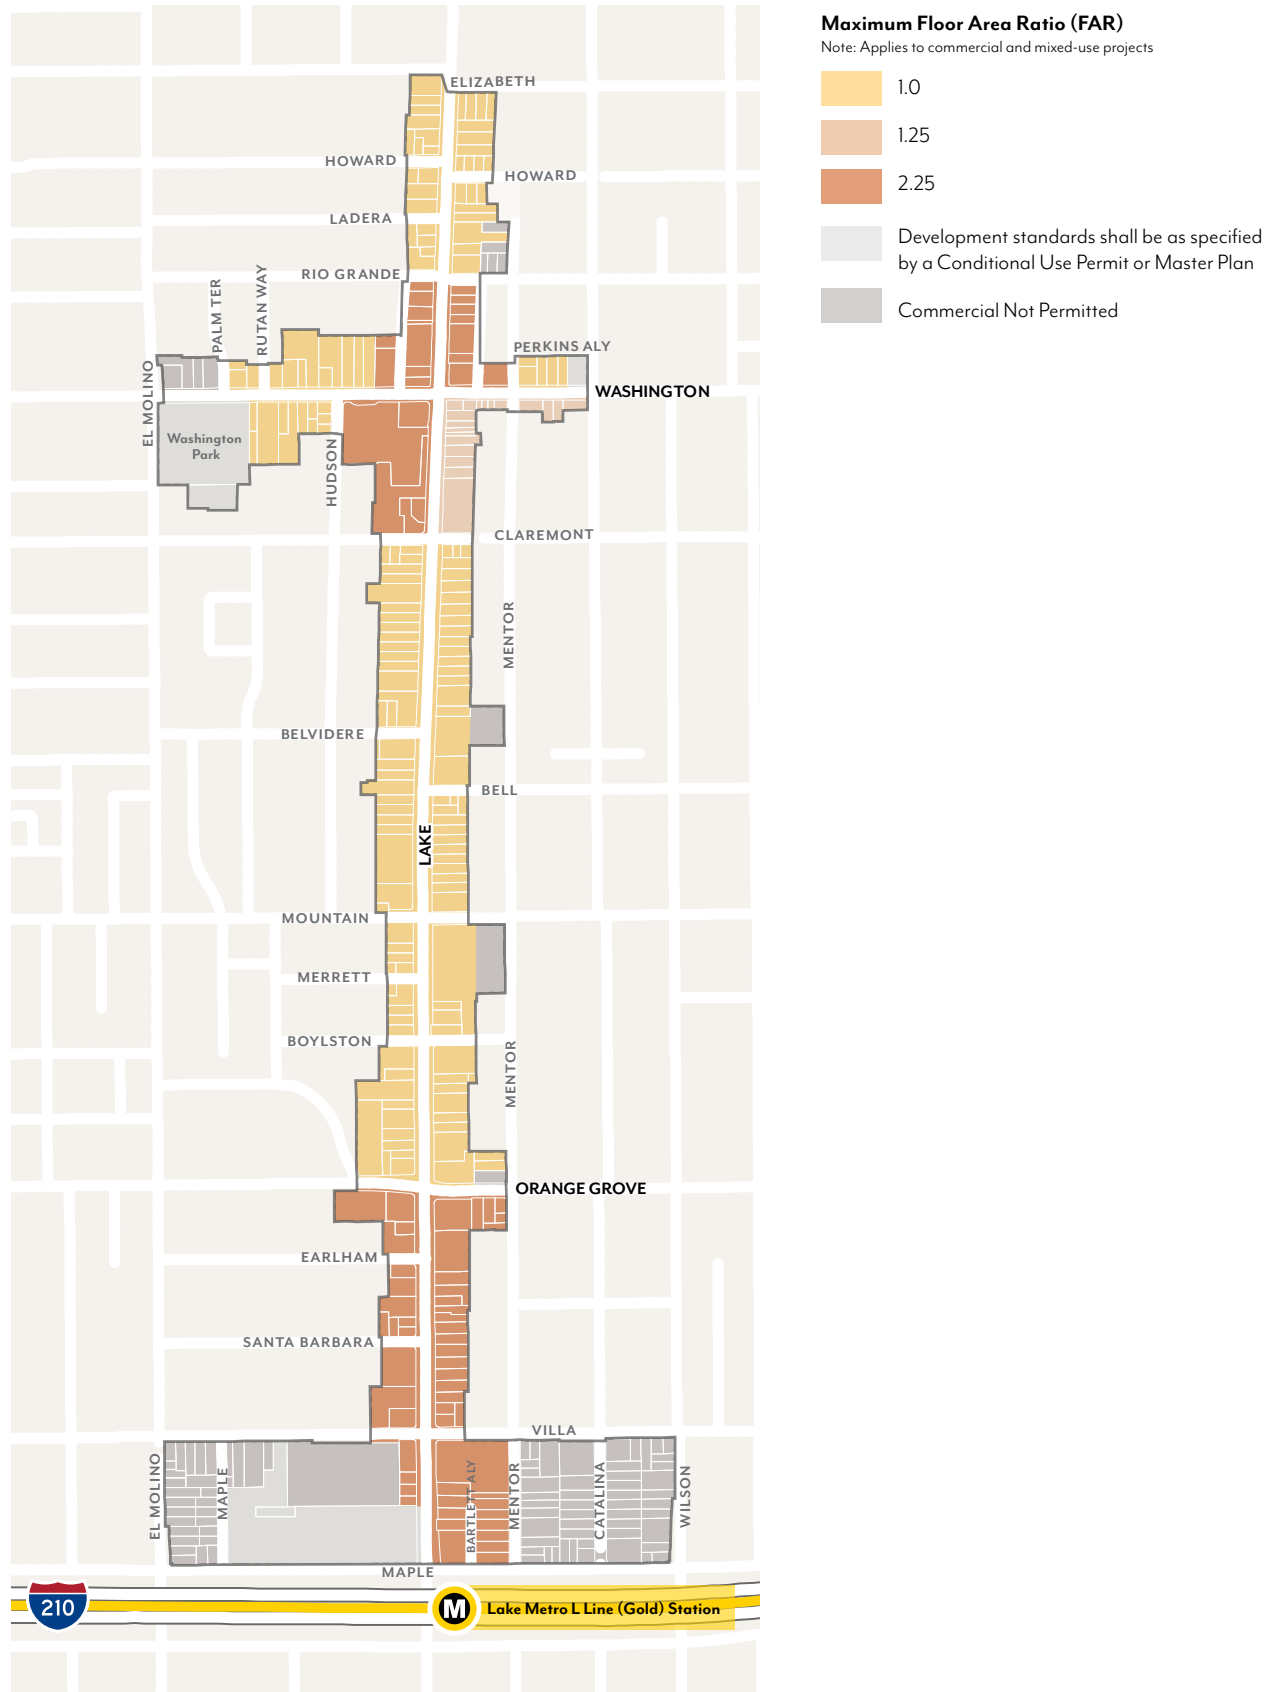 Maximum Floor Area Ratio (FAR)
Note: Applies to commercial and mixed-use projects
1.0
1.25
2.25
Development standards shall be as specified
by a Conditional Use Permit or Master Plan
Commercial Not Permitted
ELIZABETH
HOWARD
HOWARD
LADERA
RIO GRANDE
PALM TER
RUTAN WAY
PERKINS ALY
EL MOLINO
WASHINGTON
Washington
Park
HUDSON
CLAREMONT
MENTOR
BELVIDERE
BELL
LAKE
MOUNTAIN
MERRETT
BOYLSTON
MENTOR
ORANGE GROVE
EARLHAM
SANTA BARBARA
VILLA
EL MOLINO
MAPLE
BARTLETT ALY
MENTOR
CATALINA
WILSON
MAPLE
210
M
Lake Metro L Line (Gold) Station